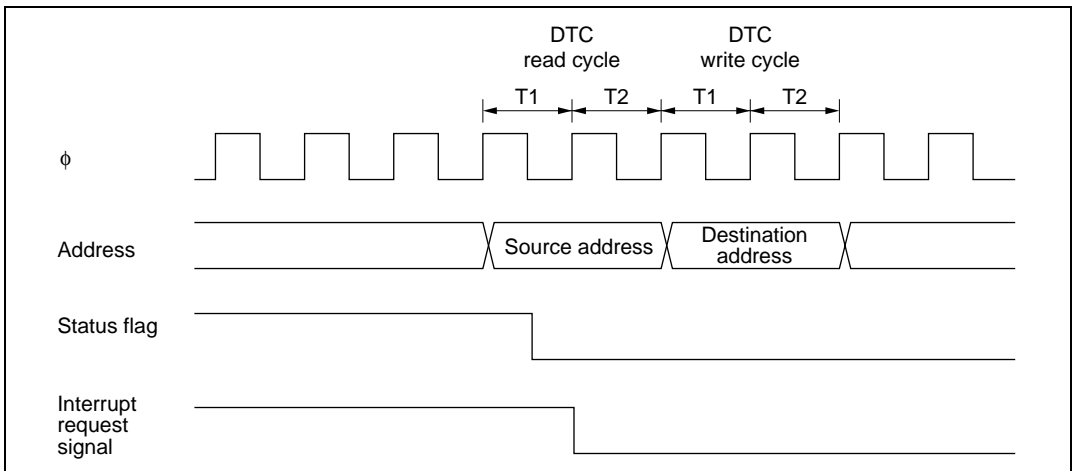 DTC
read cycle
DTC
write cycle
T1
T2
T1
T2
ϕ
Address
Source address
Destination
address
Status flag
Interrupt
request
signal